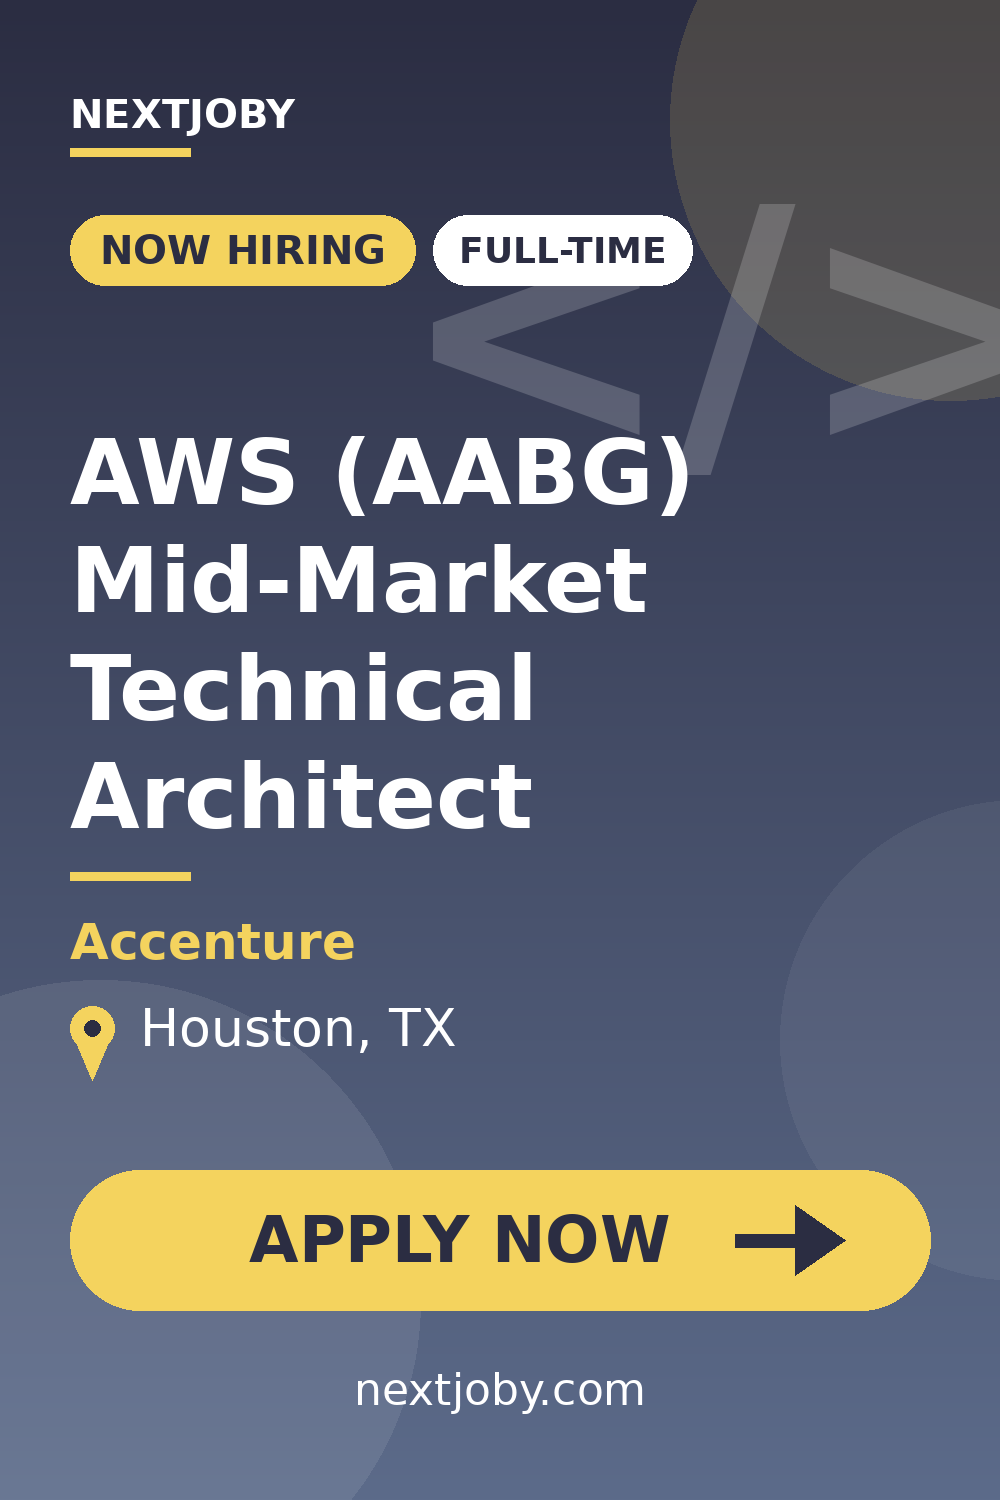 NEXTJOBY
NOW HIRING
FULL-TIME
</>
AWS (AABG)
Mid-Market
Technical
Architect
Accenture
Houston, TX
APPLY NOW
nextjoby.com